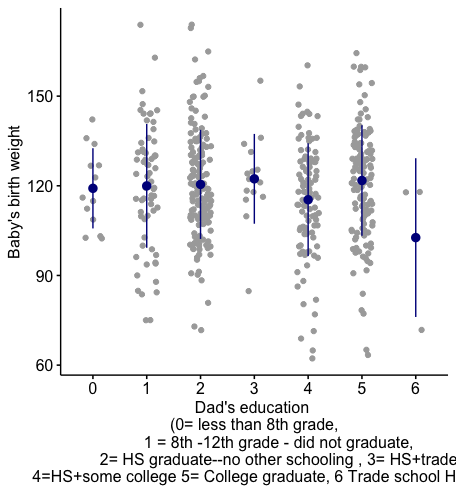 Baby's birth weight
150
120
90
60
0 1 2 3 4 5 6
Dad's education
(0= less than 8th grade,
1 = 8th -12th grade - did not graduate,
2= HS graduate--no other schooling , 3= HS+trade
4=HS+some college 5= College graduate, 6 Trade school H